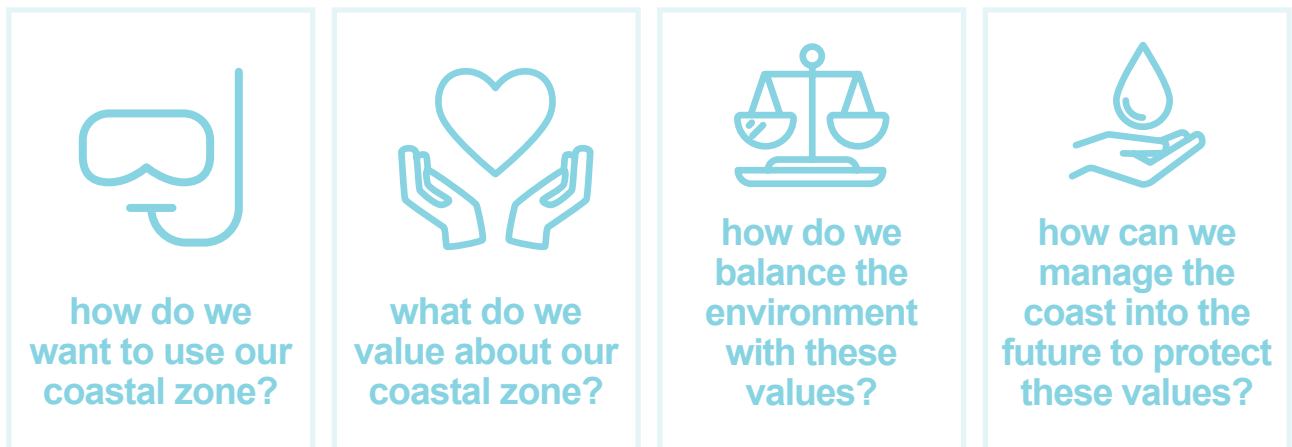 how do we
want to use our
coastal zone?
what do we
value about our
coastal zone?
how do we
balance the
environment
with these
values?
how can we
manage the
coast into the
future to protect
these values?